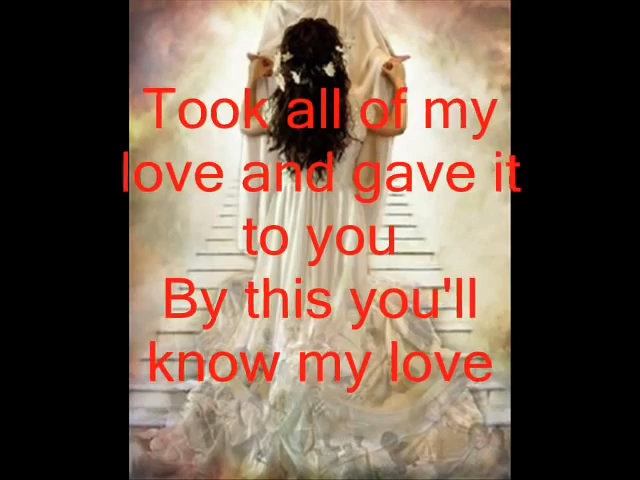 Took all of my
love and gave it
to you
By this you'll
know my love